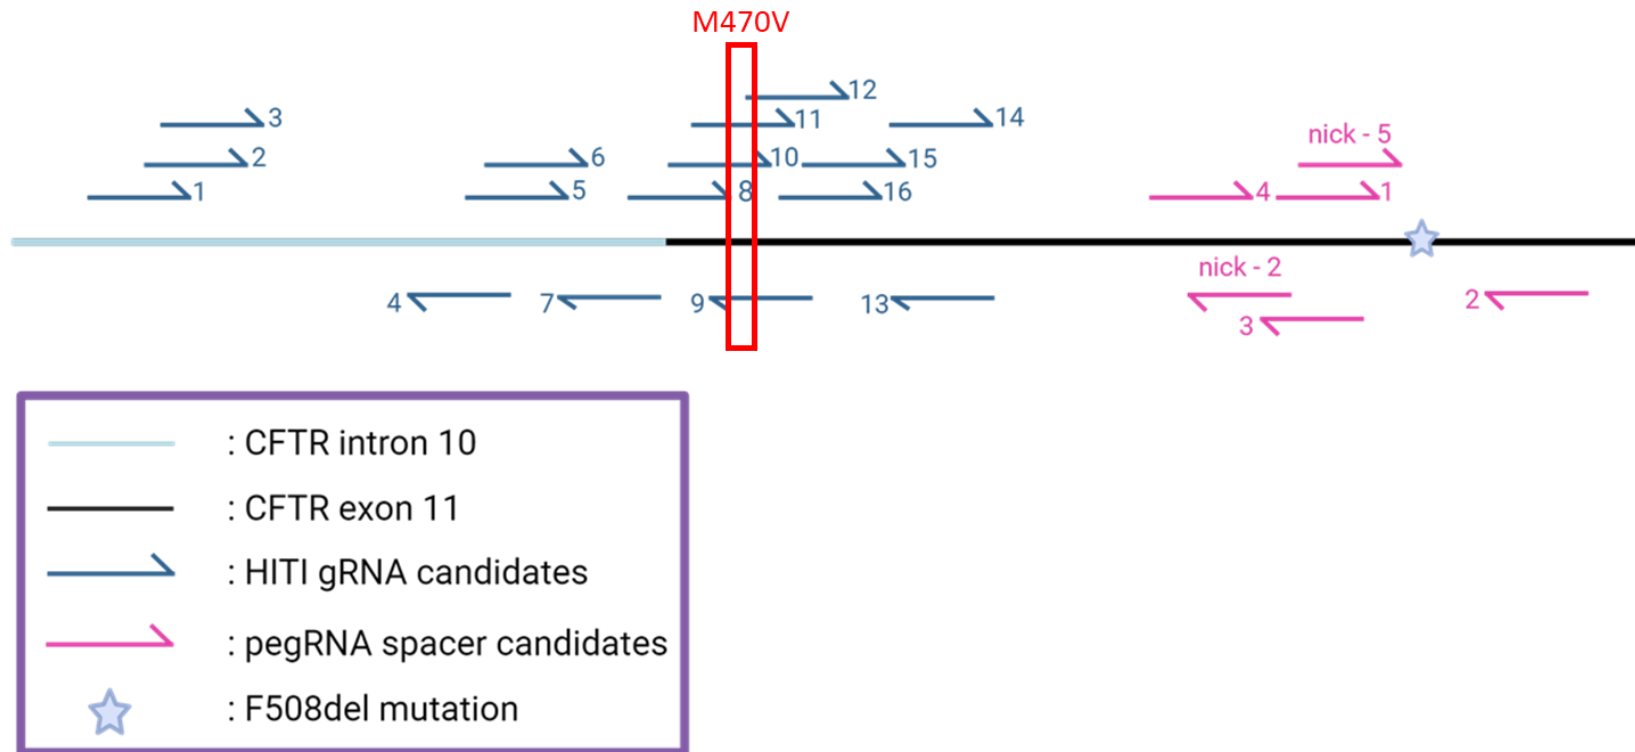 M470V
12
3
11
14
nick - 5
2
6
10
15
1
5
8
16
4
1
nick - 2
4
7
9
13
3
2
: CFTR intron 10
: CFTR exon 11
: HITI gRNA candidates
: pegRNA spacer candidates
: F508del mutation